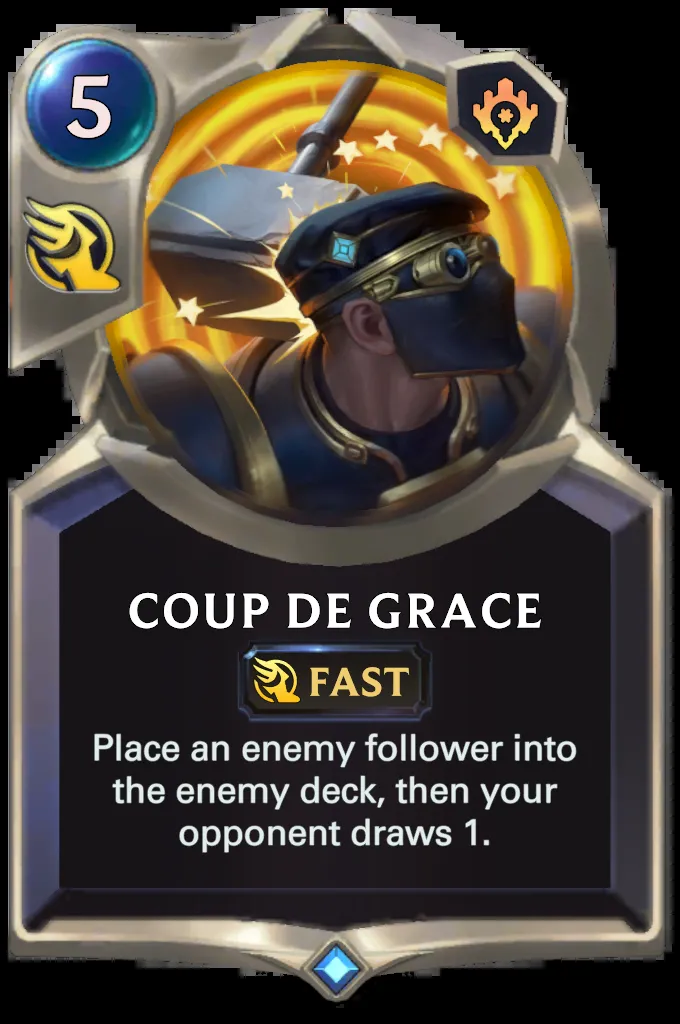 5
COUP DE GRACE
FAST
Place an enemy follower into
the enemy deck, then your
opponent draws 1.